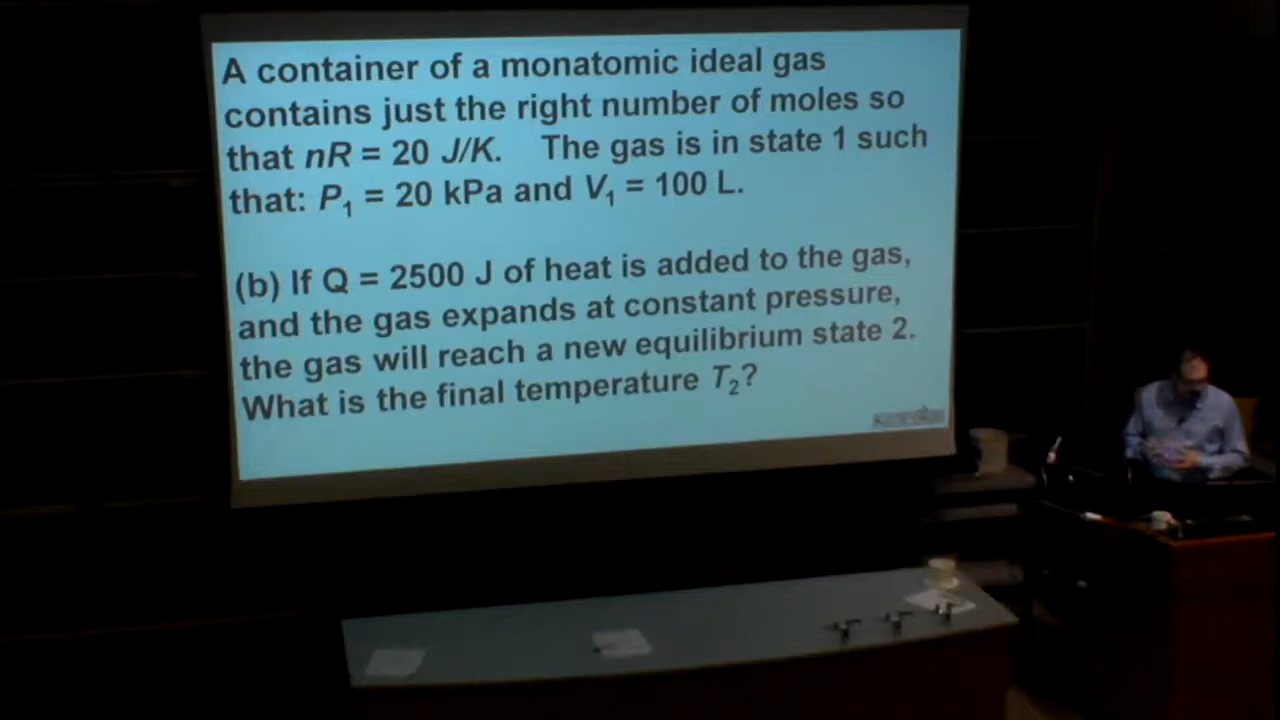 A container of a monatomic ideal gas
contains just the right number of moles so
that nR = 20 J/K. The gas is in state 1 such
that: P₁ = 20 kPa and V₁ = 100 L.
(b) If Q = 2500 J of heat is added to the gas,
and the gas expands at constant pressure,
the gas will reach a new equilibrium state 2.
What is the final temperature T₂?